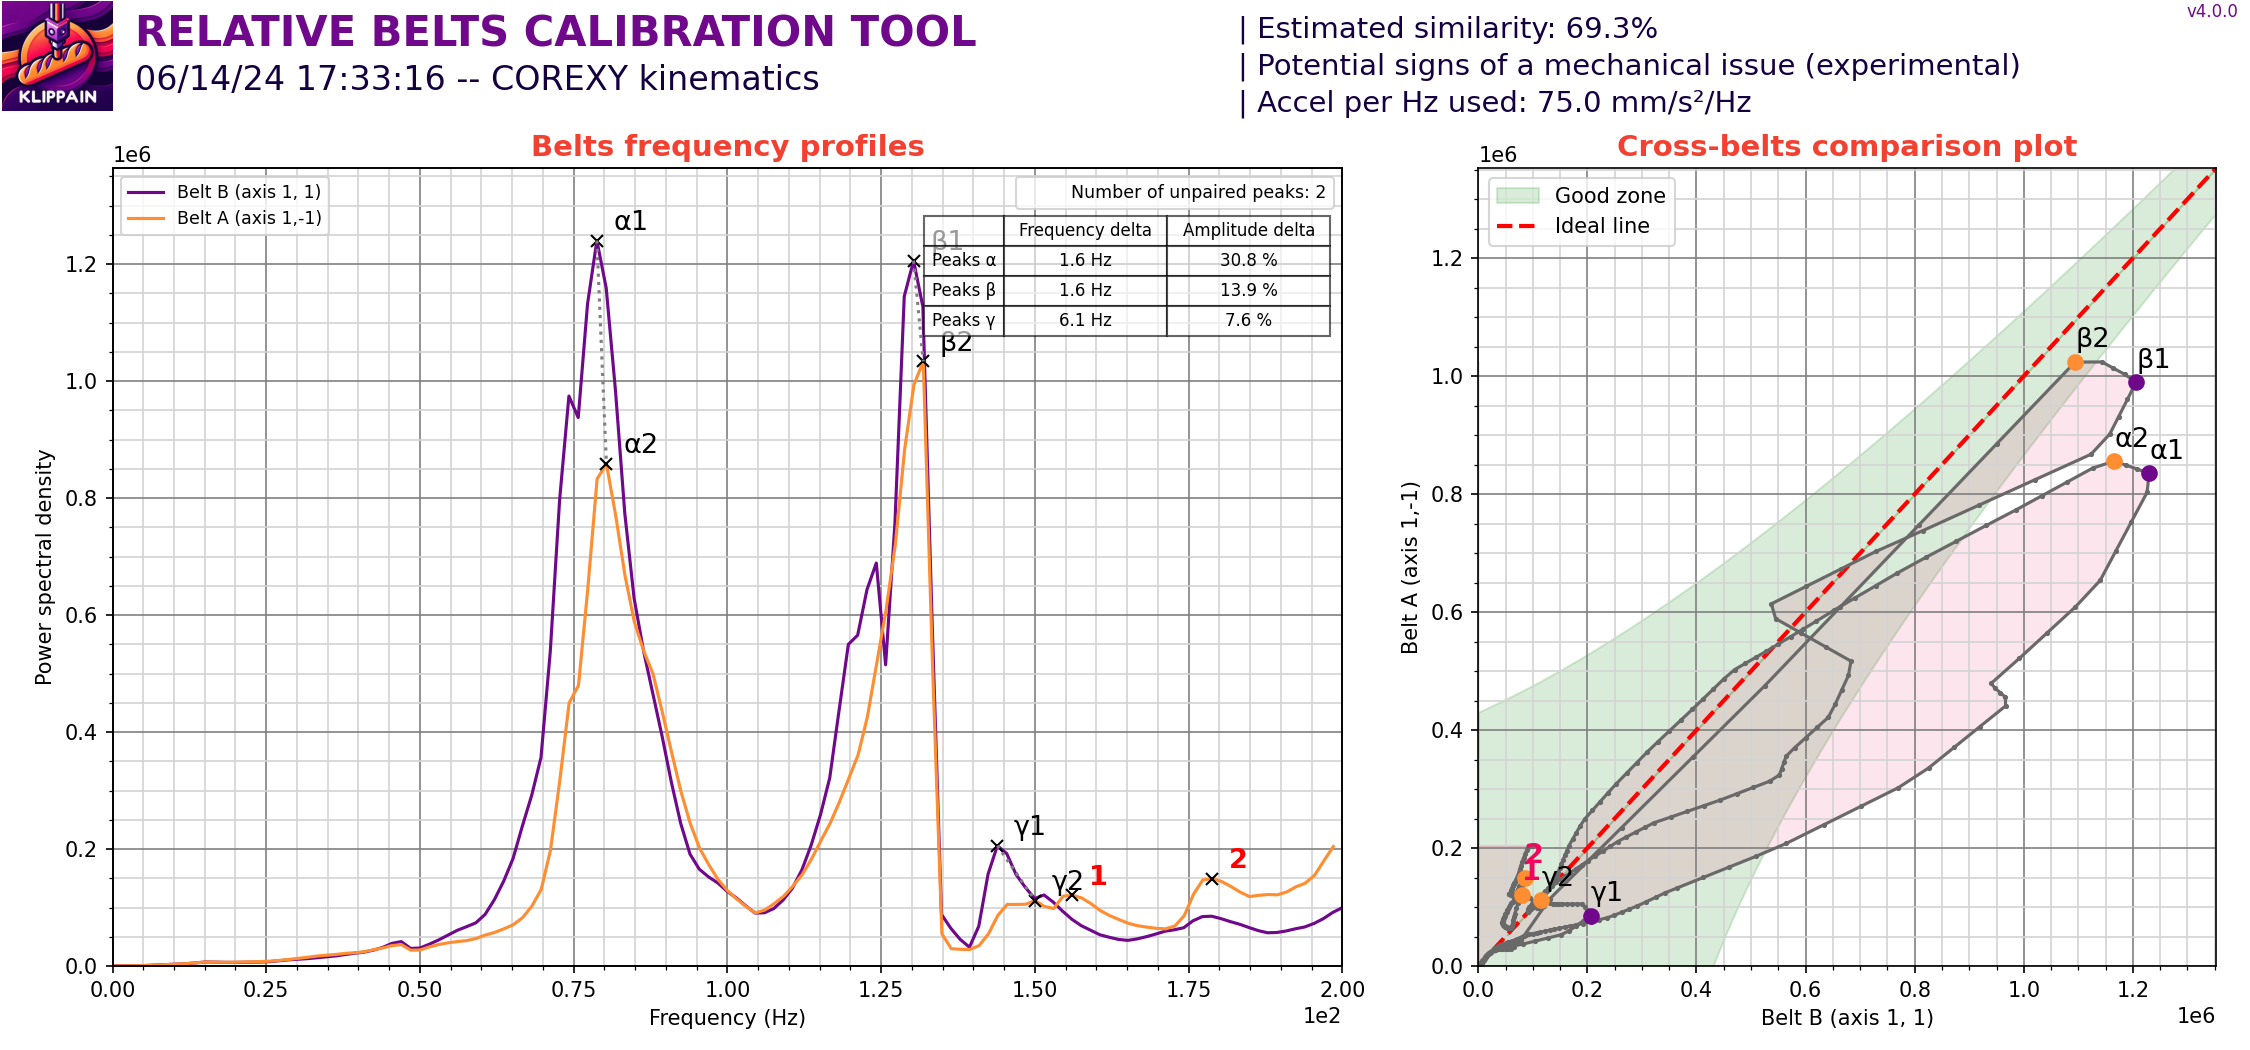 v4.0.0
KLIPPAIN
RELATIVE BELTS CALIBRATION TOOL
06/14/24 17:33:16 -- COREXY kinematics
| Estimated similarity: 69.3%
| Potential signs of a mechanical issue (experimental)
| Accel per Hz used: 75.0 mm/s²/Hz
Belts frequency profiles
1e6
Belt B (axis 1, 1)
Belt A (axis 1,-1)
Number of unpaired peaks: 2
Frequency delta Amplitude delta
Peaks α 1.6 Hz 30.8 %
Peaks β 1.6 Hz 13.9 %
Peaks γ 6.1 Hz 7.6 %
α1
α2
β1
β2
γ1
γ2
1
2
Power spectral density
1.2
1.0
0.8
0.6
0.4
0.2
0.0
0.00 0.25 0.50 0.75 1.00 1.25 1.50 1.75 2.00
Frequency (Hz)
1e2
Cross-belts comparison plot
1e6
Good zone
Ideal line
β2
β1
α2
α1
2
1
γ2
γ1
Belt A (axis 1,-1)
1.2
1.0
0.8
0.6
0.4
0.2
0.0
0.0 0.2 0.4 0.6 0.8 1.0 1.2
Belt B (axis 1, 1)
1e6